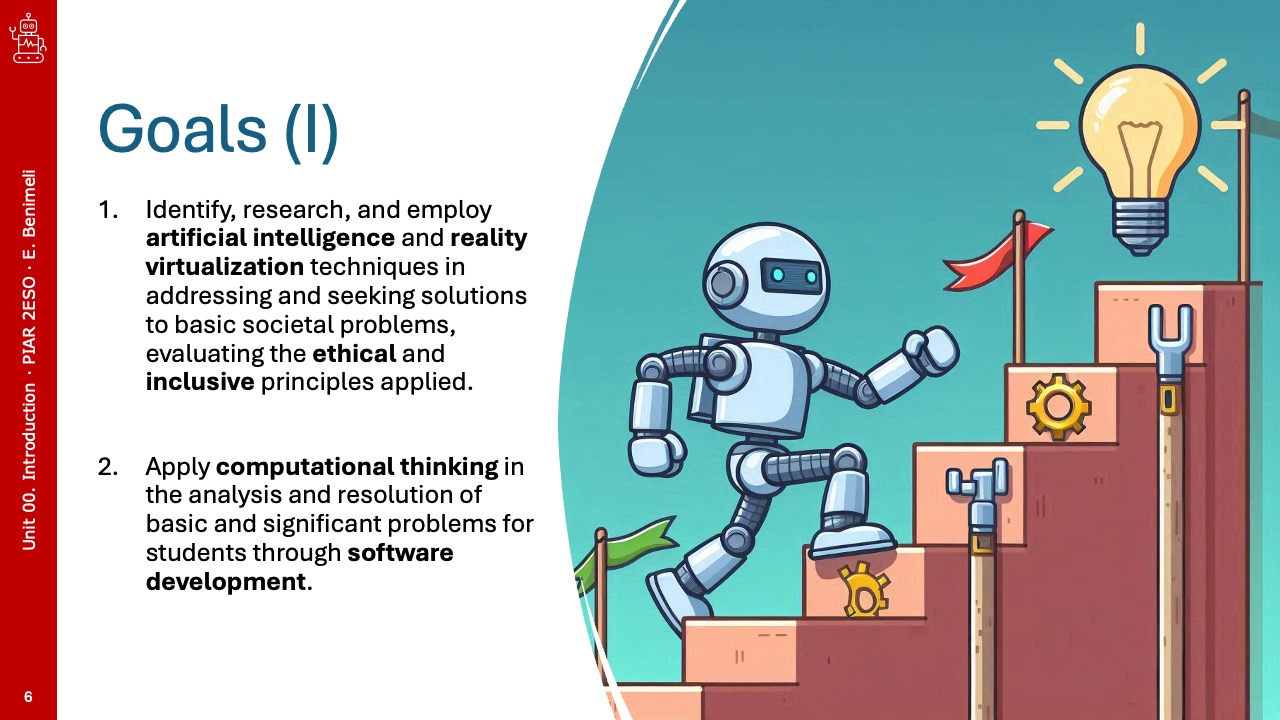 Unit 00. Introduction · PIAR 2ESO · E. Benimeli
6
Goals (I)
1. Identify, research, and employ
artificial intelligence and reality
virtualization techniques in
addressing and seeking solutions
to basic societal problems,
evaluating the ethical and
inclusive principles applied.
2. Apply computational thinking in
the analysis and resolution of
basic and significant problems for
students through software
development.